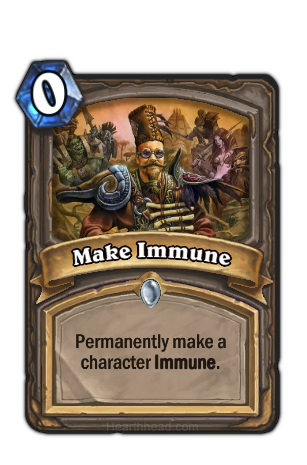 0
Make Immune
Permanently make a
character Immune.
Hearthhead.com